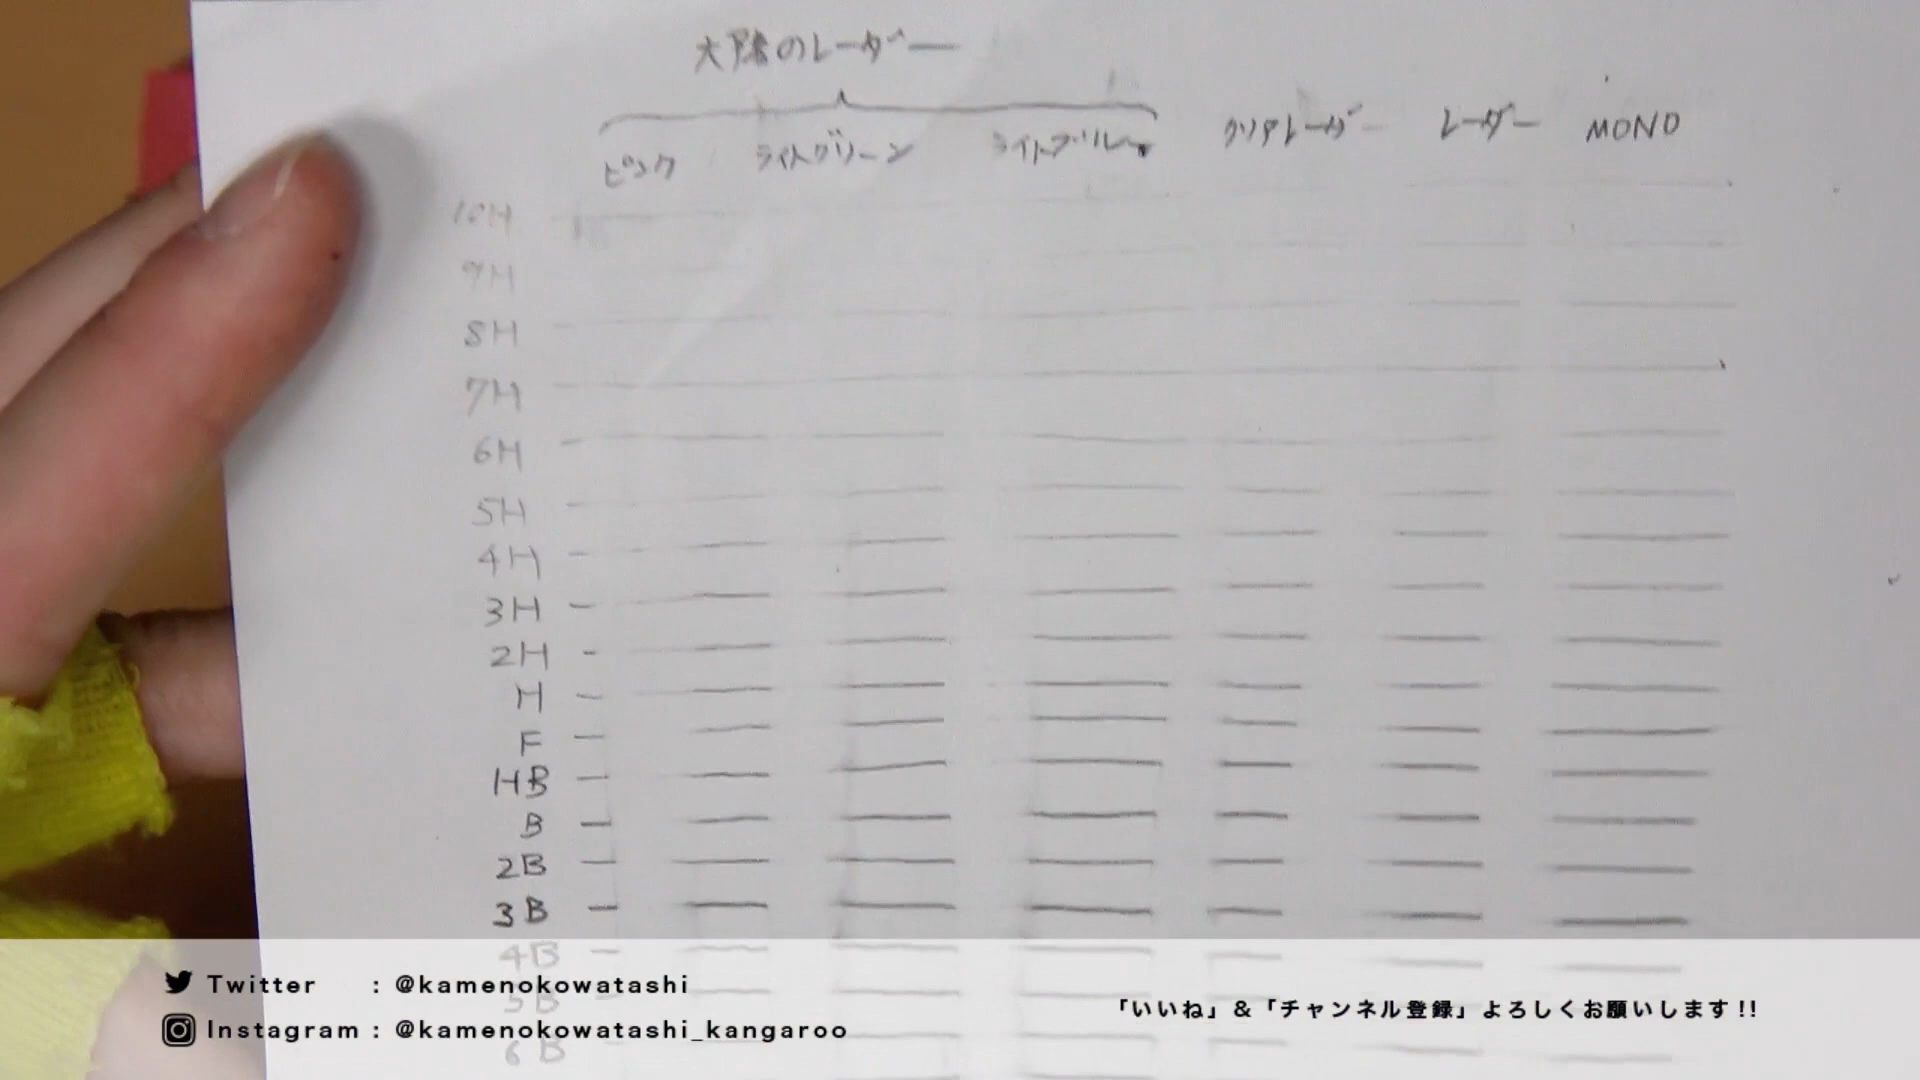 大陸のレーダー
ピンク ライトグリーン ライトブルー クリアレーダー レーダー MONO
10H
9H
8H
7H
6H
5H
4H
3H
2H
H
F
HB
B
2B
3B
4B
5B
6B
Twitter : @kamenokowatashi
Instagram : @kamenokowatashi_kangaroo
「いいね」&「チャンネル登録」よろしくお願いします!!